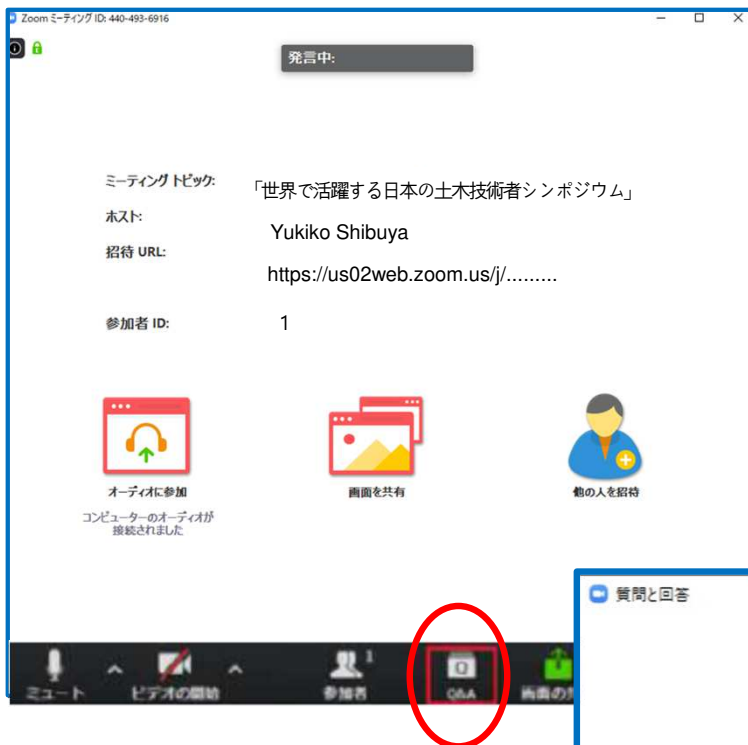 Zoom ミーティング ID: 440-493-6916
発言中:
ミーティング トピック:
「世界で活躍する日本の土木技術者シンポジウム」
ホスト:
Yukiko Shibuya
招待 URL:
https://us02web.zoom.us/j/.........
参加者 ID:
1
オーディオに参加
コンピューターのオーディオが
接続されました
画面を共有
他の人を招待
質問と回答
ミュート
ビデオの開始
参加者
1
Q&A
画面の